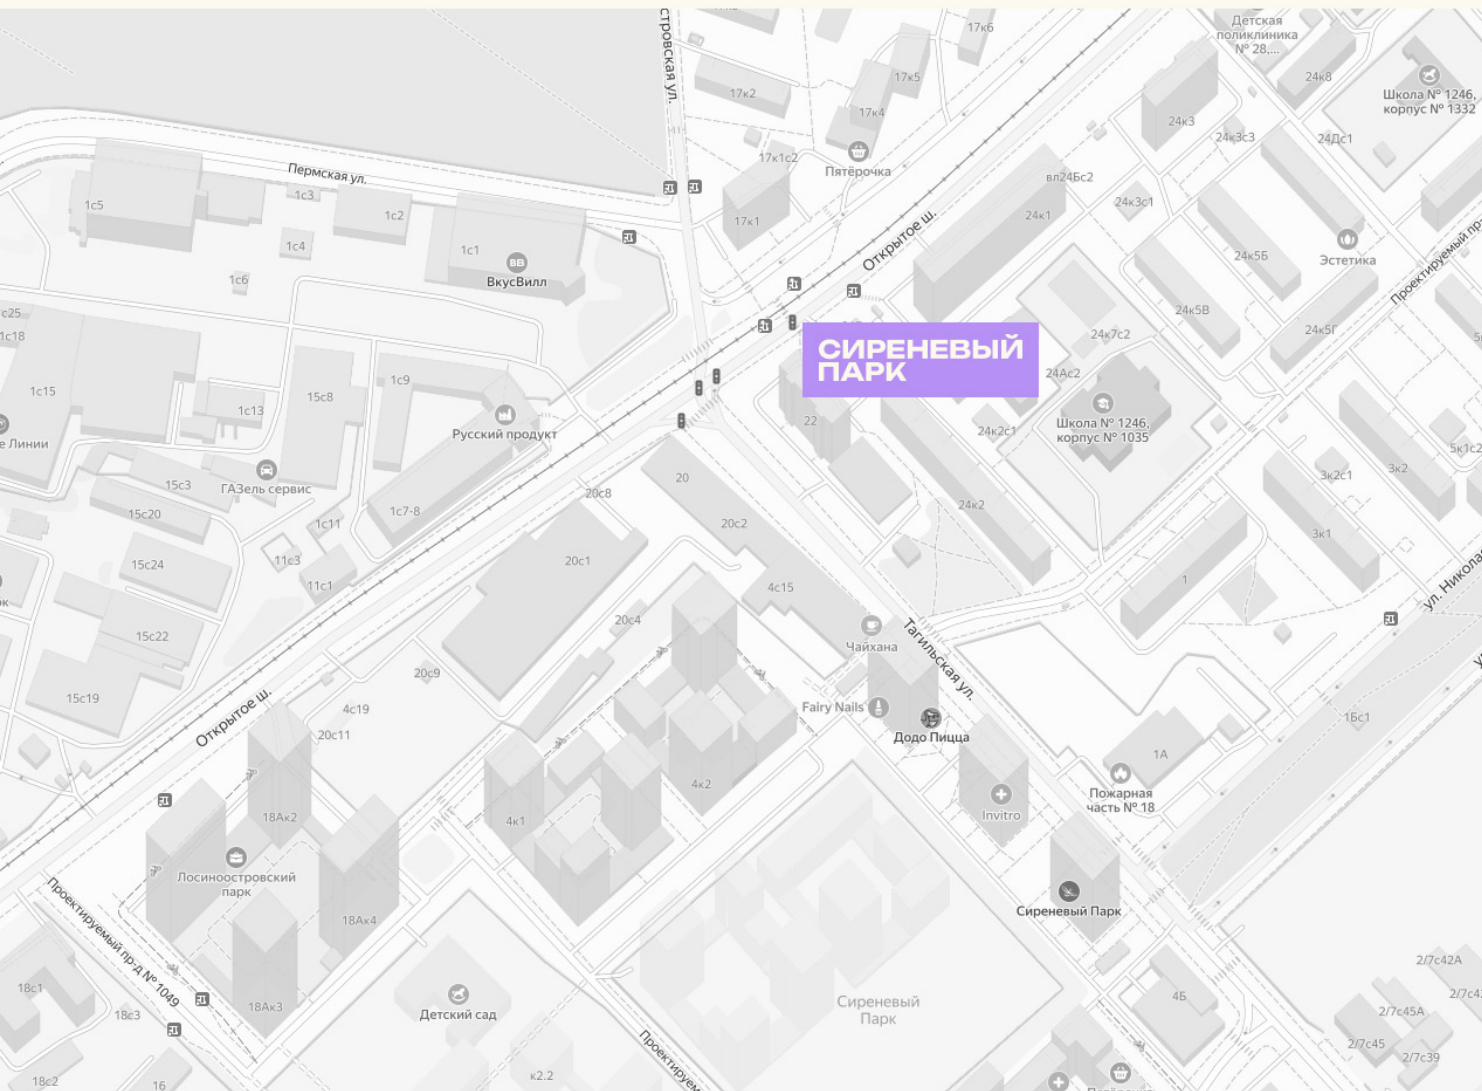 стровская ул.
17к6
Детская
поликлиника
№ 28,...
24к8
Школа № 1246,
корпус № 1332
17к5
17к2
17к4
24к3
24к3с3
24Дс1
17к1с2
Пятёрочка
Пермская ул.
вл24Бс2
1с5
1с3
1с2
24к3с1
17к1
24к1
Открытое ш.
1с4
1с1
ВкусВилл
24к5Б
Эстетика
Проектируемый пр-
1с6
с25
24к5В
24к5Г
1с18
24к7с2
СИРЕНЕВЫЙ
ПАРК
24Ас2
1с15
1с9
15с8
1с13
22
Школа № 1246,
корпус № 1035
24к2с1
Русский продукт
е Линии
5к1с2
3к2
3к2с1
15с3
ГАЗель сервис
20
20с8
15с20
1с7-8
24к2
1с11
20с2
3к1
15с24
11с3
20с1
11с1
4с15
1
ул. Никола
ок
20с4
15с22
Чайхана
Тагильская ул.
20с9
15с19
4с19
Fairy Nails
1Бс1
Открытое ш.
20с11
Додо Пицца
1А
4к2
Пожарная
часть № 18
18Ак2
4к1
Invitro
Лосиноостровский
парк
18Ак4
Сиреневый Парк
Проектируемый пр-д № 1049
2/7с42А
18с1
18Ак3
18с3
Детский сад
Сиреневый
Парк
4Б
2/7с42
2/7с45А
2/7с45
2/7с39
18с2
16
к2.2
Проектируем